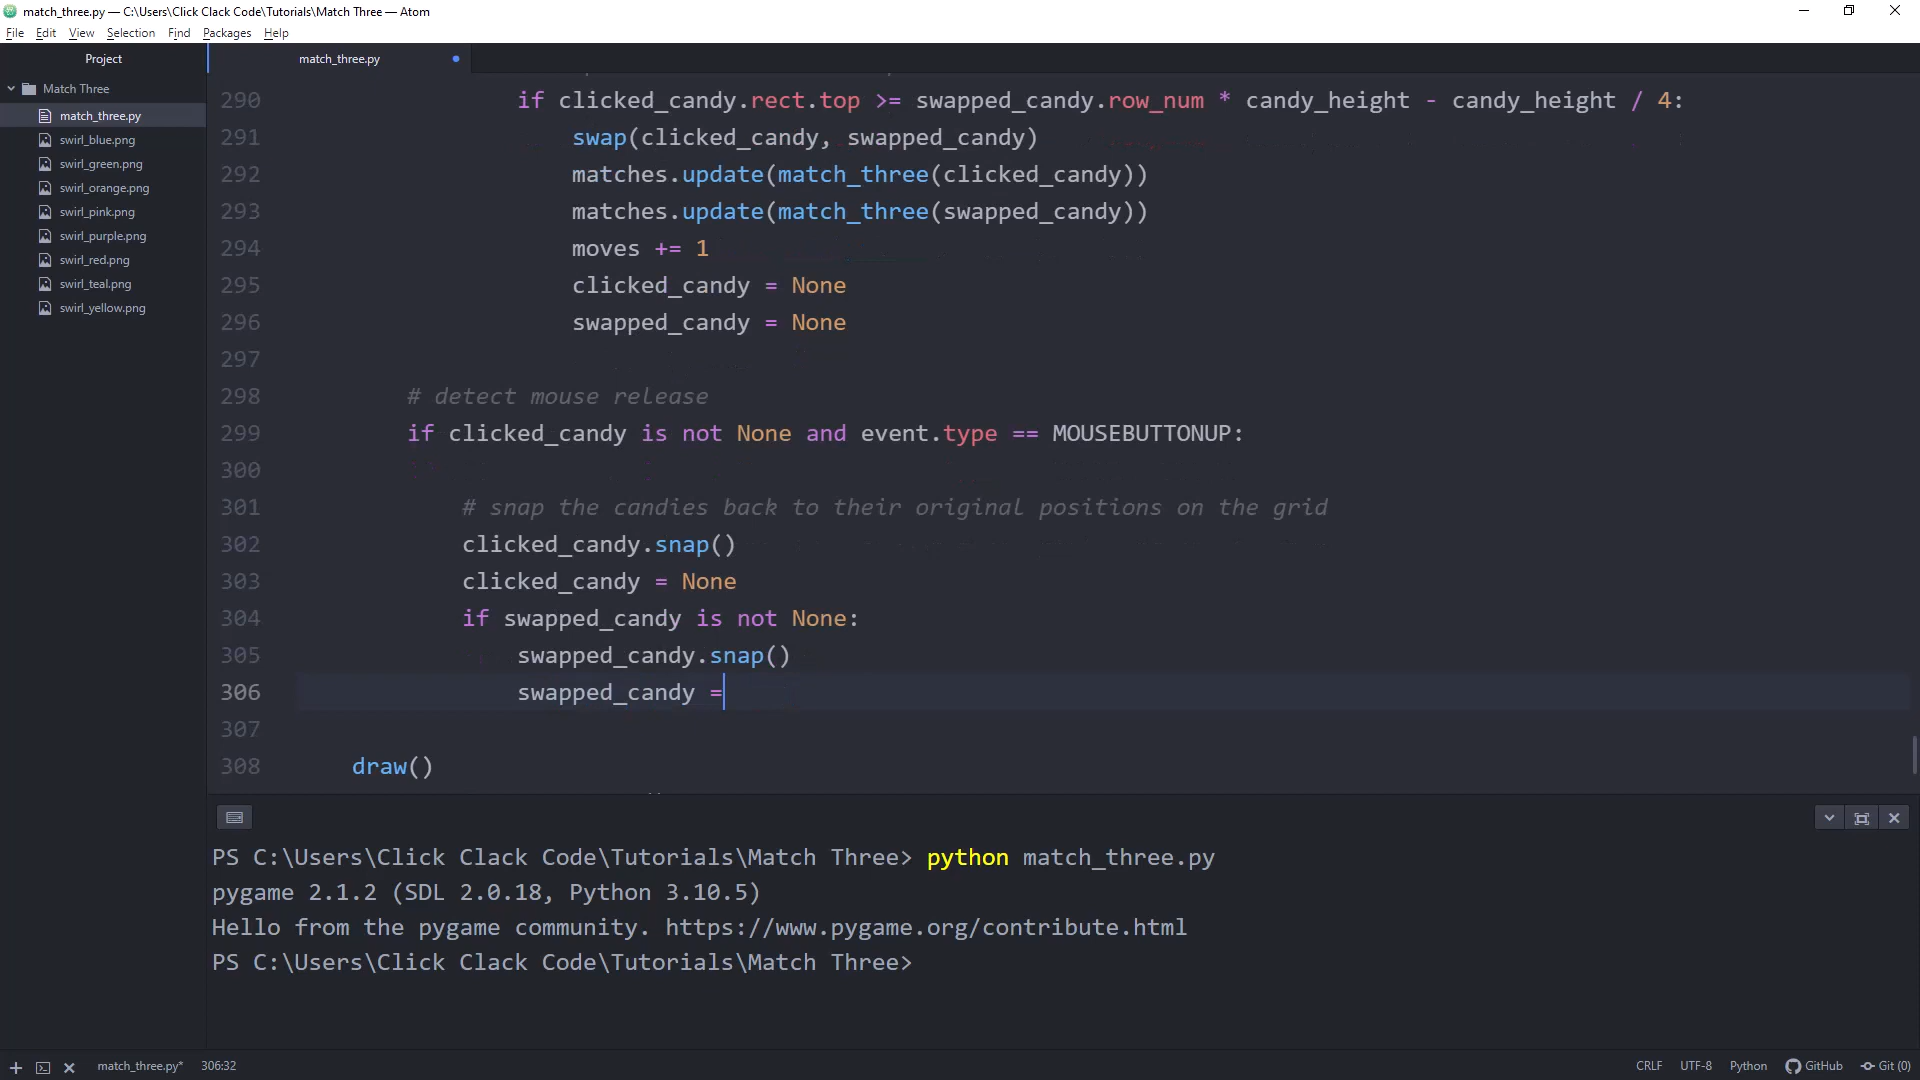 match_three.py — C:\Users\Click Clack Code\Tutorials\Match Three — Atom
File Edit View Selection Find Packages Help
Project
match_three.py
Match Three
match_three.py
swirl_blue.png
swirl_green.png
swirl_orange.png
swirl_pink.png
swirl_purple.png
swirl_red.png
swirl_teal.png
swirl_yellow.png
290 if clicked_candy.rect.top >= swapped_candy.row_num * candy_height - candy_height / 4:
291 swap(clicked_candy, swapped_candy)
292 matches.update(match_three(clicked_candy))
293 matches.update(match_three(swapped_candy))
294 moves += 1
295 clicked_candy = None
296 swapped_candy = None
297
298 # detect mouse release
299 if clicked_candy is not None and event.type == MOUSEBUTTONUP:
300
301 # snap the candies back to their original positions on the grid
302 clicked_candy.snap()
303 clicked_candy = None
304 if swapped_candy is not None:
305 swapped_candy.snap()
306 swapped_candy =
307
308 draw()
PS C:\Users\Click Clack Code\Tutorials\Match Three> python match_three.py
pygame 2.1.2 (SDL 2.0.18, Python 3.10.5)
Hello from the pygame community. https://www.pygame.org/contribute.html
PS C:\Users\Click Clack Code\Tutorials\Match Three>
match_three.py* 306:32 CRLF UTF-8 Python GitHub Git (0)